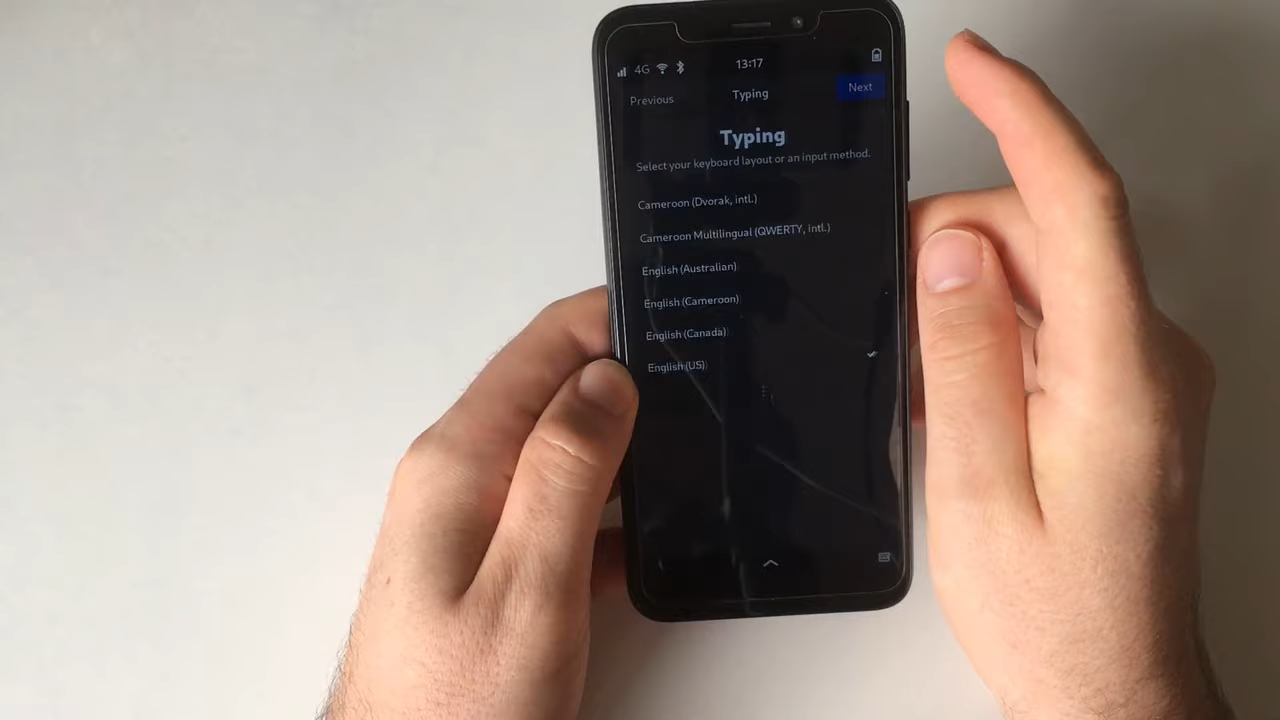 4G 13:17
Previous Typing Next
Typing
Select your keyboard layout or an input method.
Cameroon (Dvorak, intl.)
Cameroon Multilingual (QWERTY, intl.)
English (Australian)
English (Cameroon)
English (Canada)
English (US)